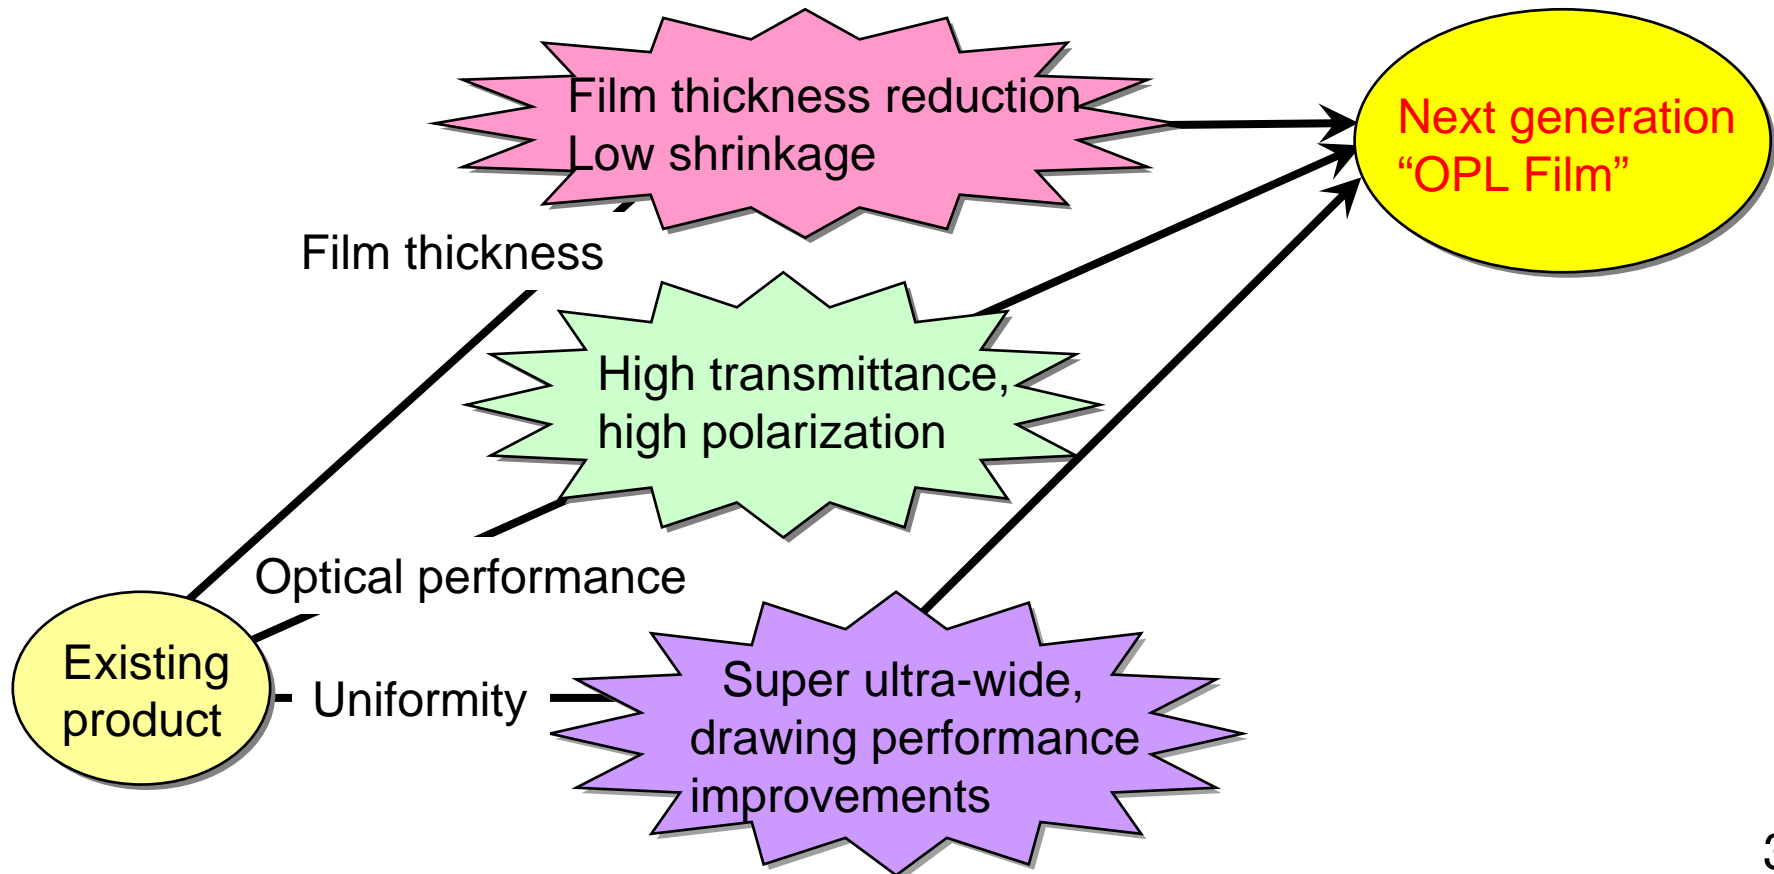 Film thickness reduction
Low shrinkage
Next generation
“OPL Film”
Film thickness
High transmittance,
high polarization
Optical performance
Existing
product
Uniformity
Super ultra-wide,
drawing performance
improvements